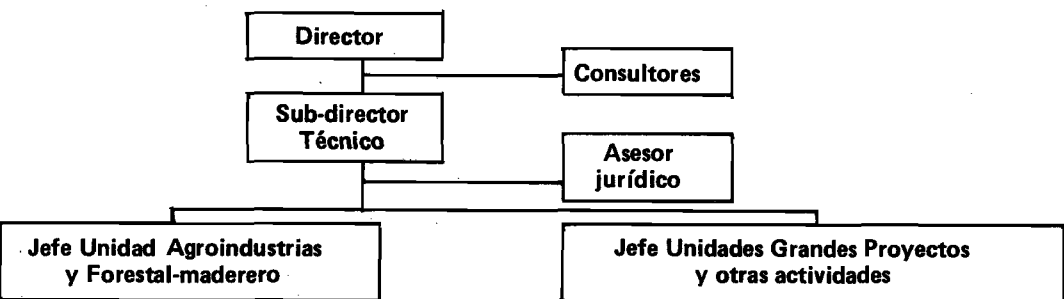 Director
Consultores
Sub-director
Técnico
Asesor
jurídico
Jefe Unidad Agroindustrias
y Forestal-maderero
Jefe Unidades Grandes Proyectos
y otras actividades